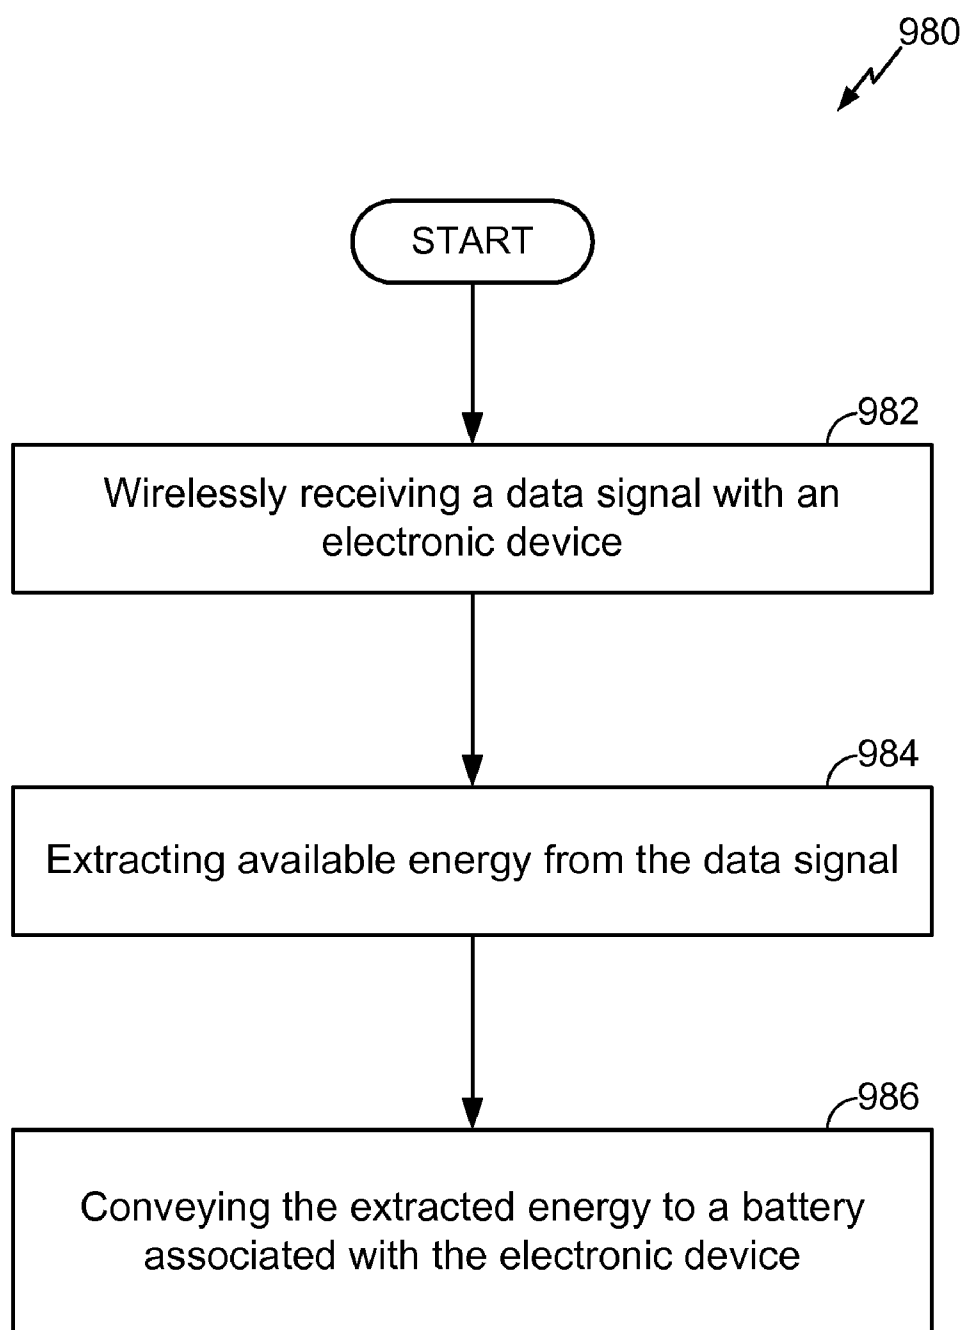 980
START
982
Wirelessly receiving a data signal with an
electronic device
984
Extracting available energy from the data signal
986
Conveying the extracted energy to a battery
associated with the electronic device